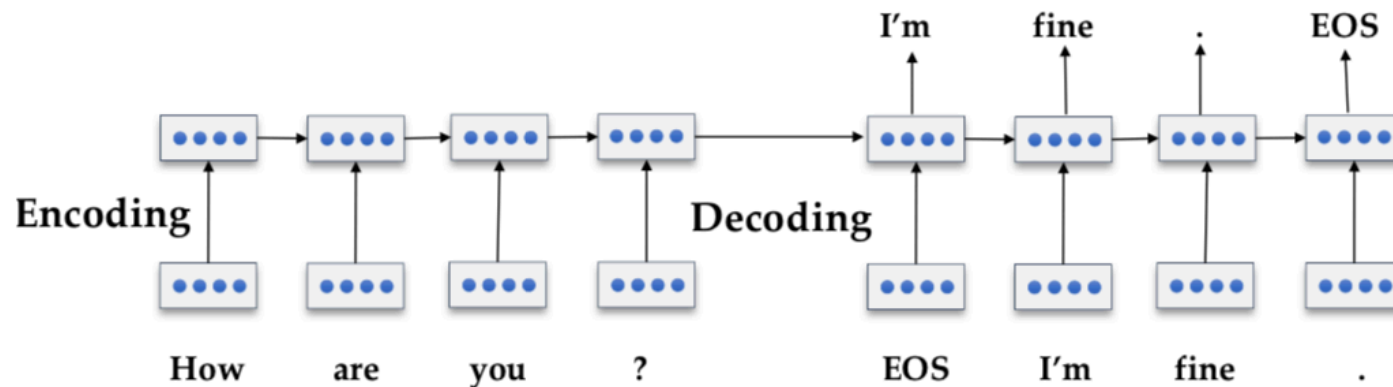 I'm fine . EOS
Encoding Decoding
How are you ? EOS I'm fine .